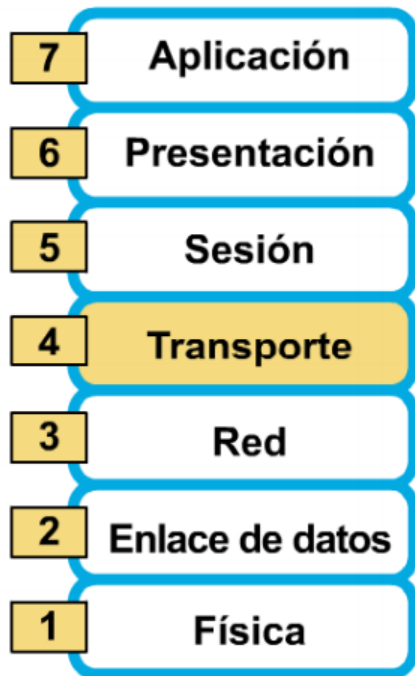 7 Aplicación
6 Presentación
5 Sesión
4 Transporte
3 Red
2 Enlace de datos
1 Física